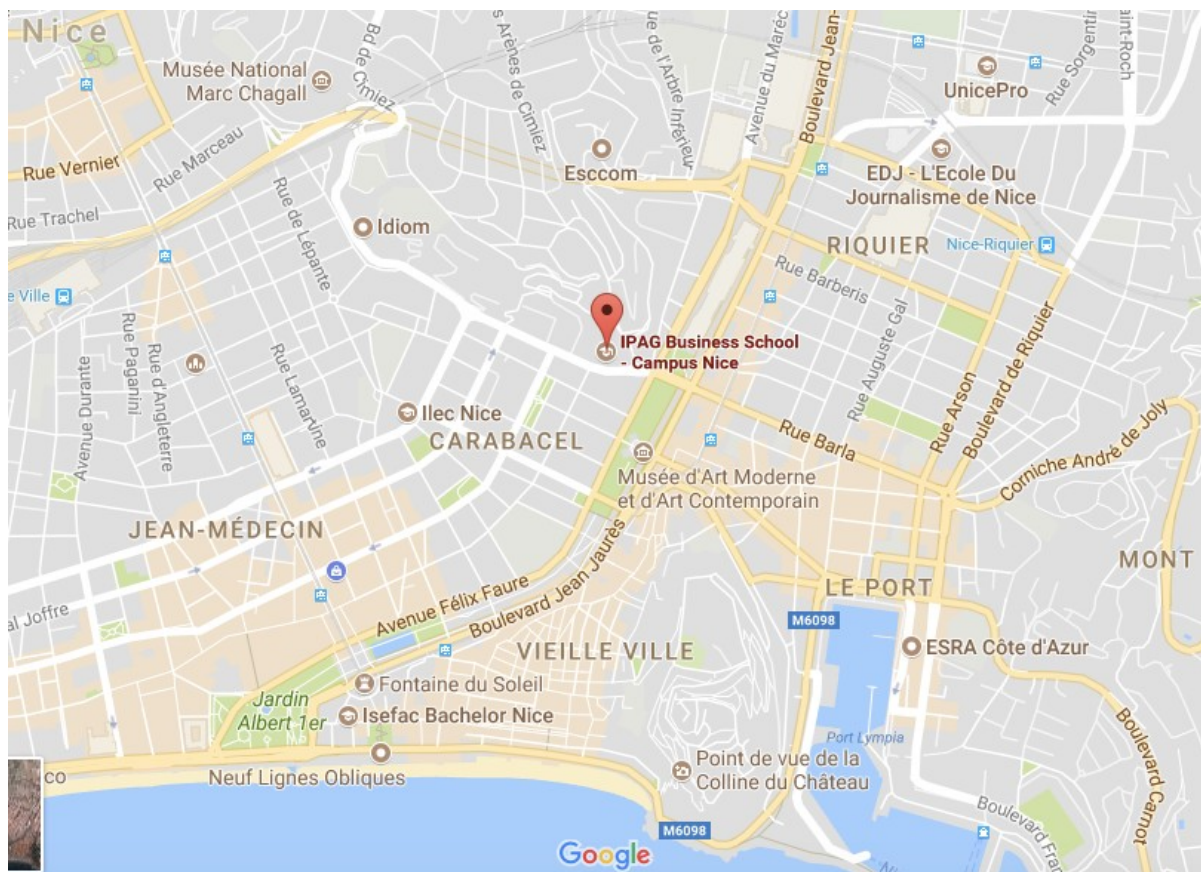 Nice
Musée National
Marc Chagall
Bd de Cimiez
s Arènes de Cimiez
ue de l'Arbre Inférieur
Avenue du Maréc
Boulevard Jean-
UnicePro
Rue Sorgentin
aint-Roch
Rue Vernier
Rue Marceau
Esccom
EDJ - L'Ecole Du
Journalisme de Nice
Rue Trachel
Rue de Lépante
Idiom
RIQUIER
Nice-Riquier
e Ville
Rue Barberis
Rue Paganini
Rue d'Angleterre
Avenue Durante
Rue Lamartine
IPAG Business School
- Campus Nice
Rue Auguste Gal
Rue Arson
Boulevard de Riquier
Ilec Nice
CARABACEL
Rue Barla
Corniche André de Joly
Musée d'Art Moderne
et d'Art Contemporain
JEAN-MÉDECIN
MONT
al Joffre
Avenue Félix Faure
Boulevard Jean Jaurès
LE PORT
M6098
VIEILLE VILLE
ESRA Côte d'Azur
Fontaine du Soleil
Jardin
Albert 1er
Isefac Bachelor Nice
Port Lympia
Boulevard Carnot
co
Neuf Lignes Obliques
Point de vue de la
Colline du Château
M6098
Boulevard Fran
Google